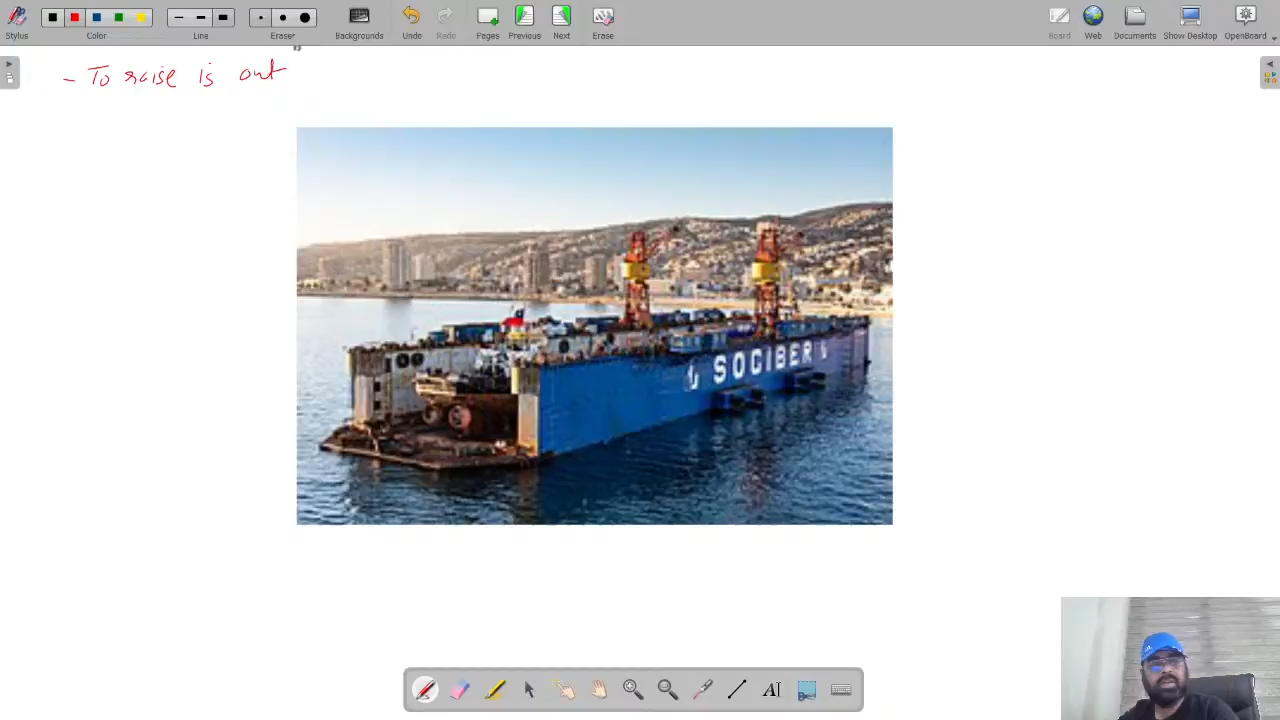 Stylus
Color
Line
Eraser
Backgrounds
Undo
Redo
Pages
Previous
Next
Erase
Board
Web
Documents
Show Desktop
OpenBoard
- To raise is out
SOCIBER